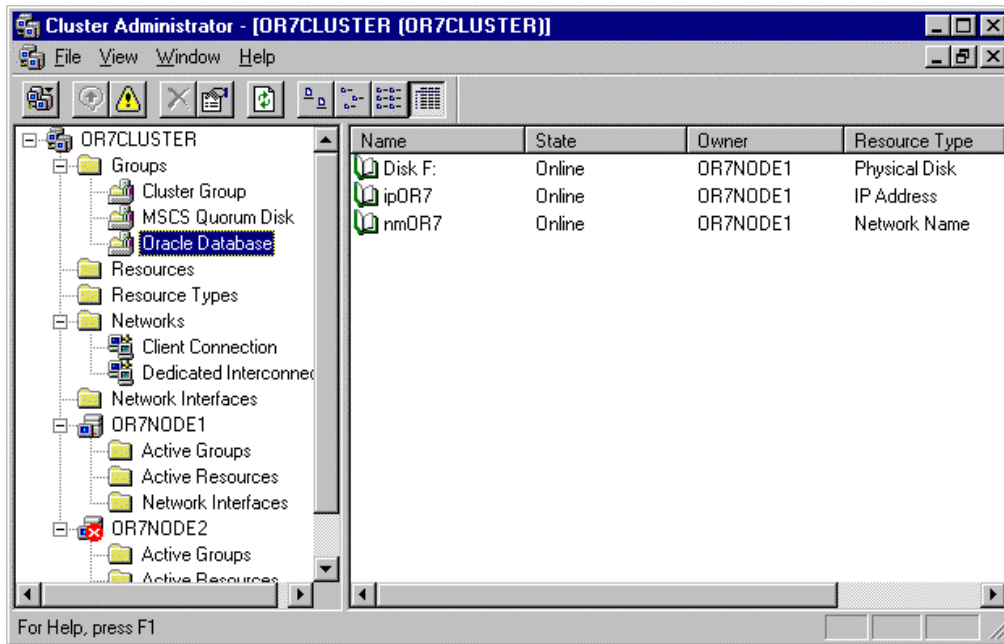 Cluster Administrator - [OR7CLUSTER (OR7CLUSTER)]
File View Window Help
OR7CLUSTER
Groups
Cluster Group
MSCS Quorum Disk
Oracle Database
Resources
Resource Types
Networks
Client Connection
Dedicated Interconnec
Network Interfaces
OR7NODE1
Active Groups
Active Resources
Network Interfaces
OR7NODE2
Active Groups
Active Resources
Name State Owner Resource Type
Disk F: Online OR7NODE1 Physical Disk
ipOR7 Online OR7NODE1 IP Address
nmOR7 Online OR7NODE1 Network Name
For Help, press F1